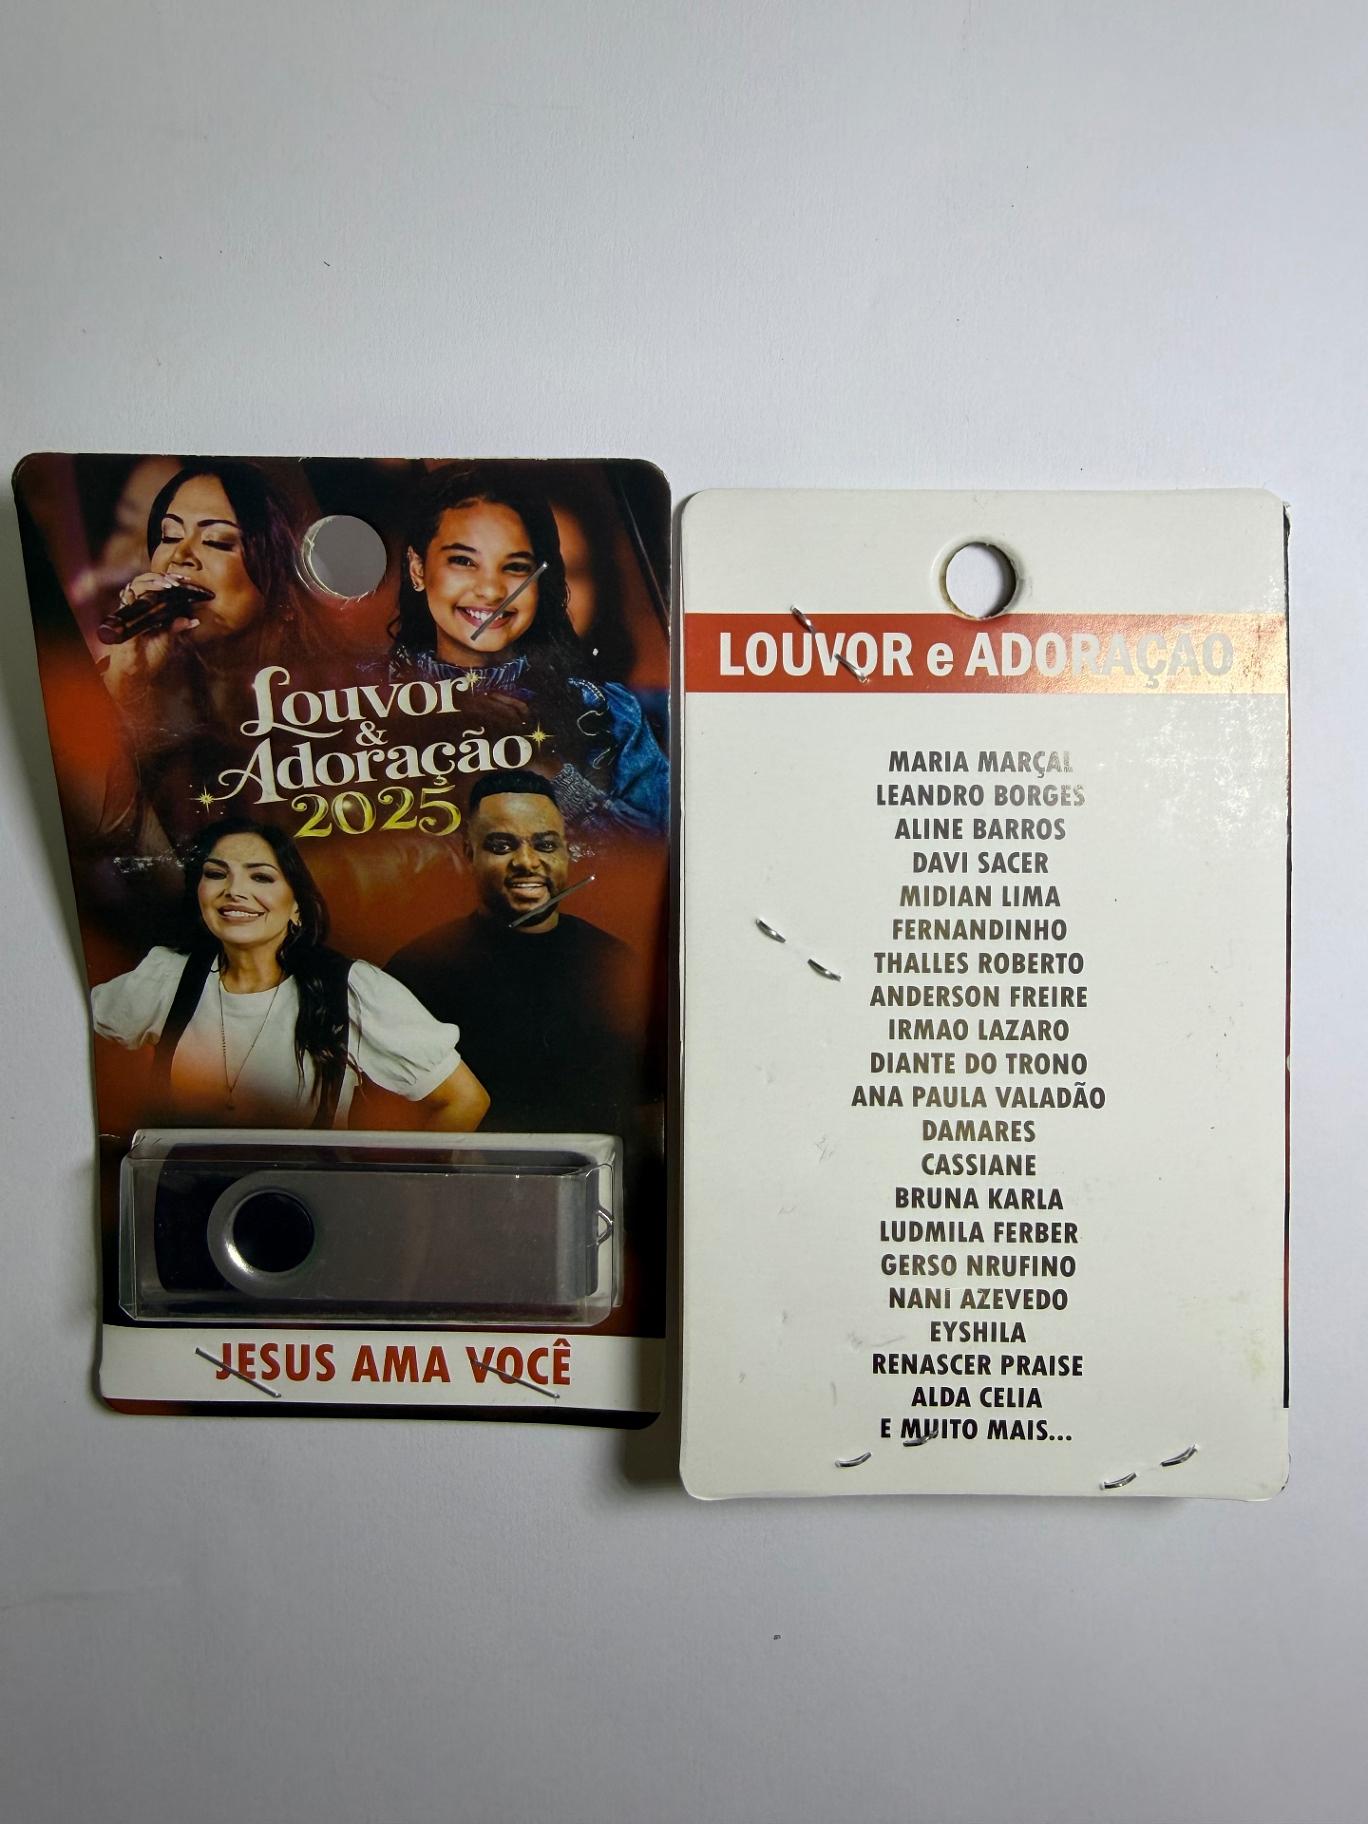 Louvor
&
Adoração
2025
JESUS AMA VOCÊ
LOUVOR e ADORAÇÃO
MARIA MARÇAL
LEANDRO BORGES
ALINE BARROS
DAVI SACER
MIDIAN LIMA
FERNANDINHO
THALLES ROBERTO
ANDERSON FREIRE
IRMAO LAZARO
DIANTE DO TRONO
ANA PAULA VALADÃO
DAMARES
CASSIANE
BRUNA KARLA
LUDMILA FERBER
GERSO NRUFINO
NANI AZEVEDO
EYSHILA
RENASCER PRAISE
ALDA CELIA
E MUITO MAIS...